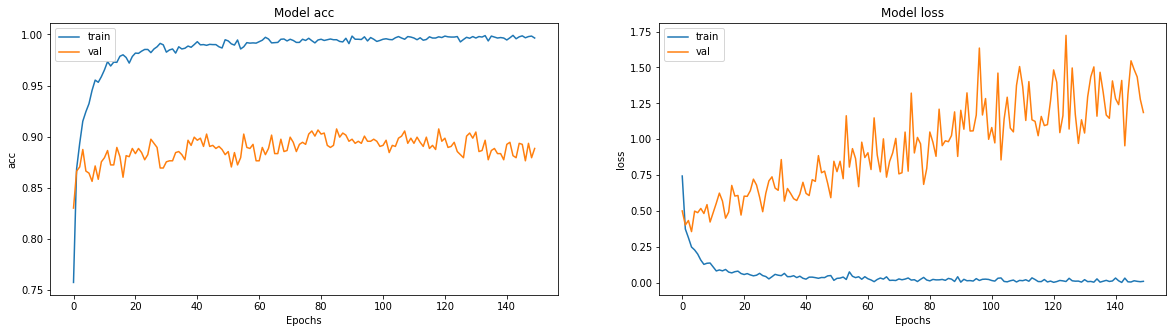 Model acc
train
val
1.00
0.95
0.90
0.85
0.80
0.75
acc
0 20 40 60 80 100 120 140
Epochs
Model loss
train
val
1.75
1.50
1.25
1.00
0.75
0.50
0.25
0.00
loss
0 20 40 60 80 100 120 140
Epochs